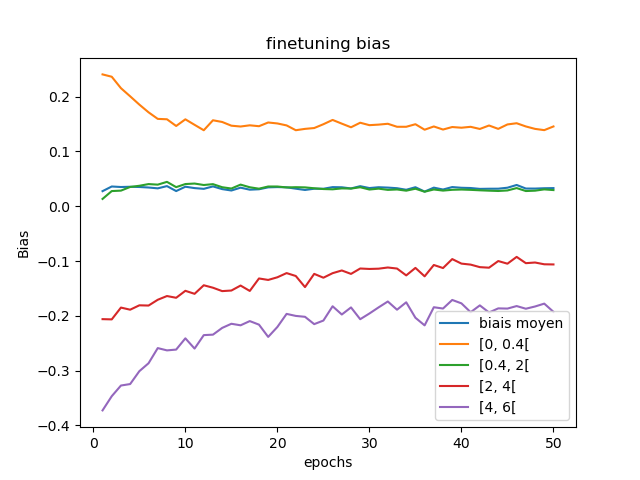 finetuning bias
Bias
0.2
0.1
0.0
−0.1
−0.2
−0.3
−0.4
0 10 20 30 40 50
epochs
biais moyen
[0, 0.4[
[0.4, 2[
[2, 4[
[4, 6[